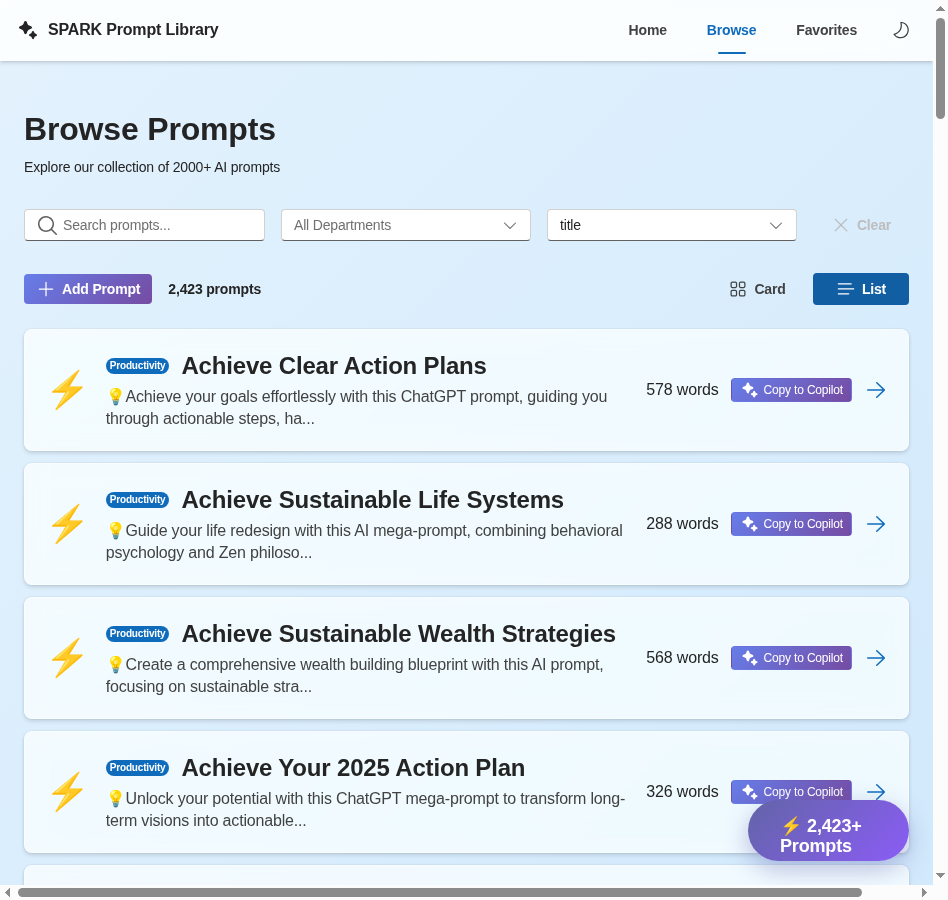 SPARK Prompt Library
Home
Browse
Favorites
Browse Prompts
Explore our collection of 2000+ AI prompts
Search prompts...
All Departments
title
Clear
Add Prompt
2,423 prompts
Card
List
Productivity
Achieve Clear Action Plans
💡Achieve your goals effortlessly with this ChatGPT prompt, guiding you
through actionable steps, ha...
578 words
Copy to Copilot
Productivity
Achieve Sustainable Life Systems
💡Guide your life redesign with this AI mega-prompt, combining behavioral
psychology and Zen philoso...
288 words
Copy to Copilot
Productivity
Achieve Sustainable Wealth Strategies
💡Create a comprehensive wealth building blueprint with this AI prompt,
focusing on sustainable stra...
568 words
Copy to Copilot
Productivity
Achieve Your 2025 Action Plan
💡Unlock your potential with this ChatGPT mega-prompt to transform long-
term visions into actionable...
326 words
Copy to Copilot
⚡ 2,423+
Prompts